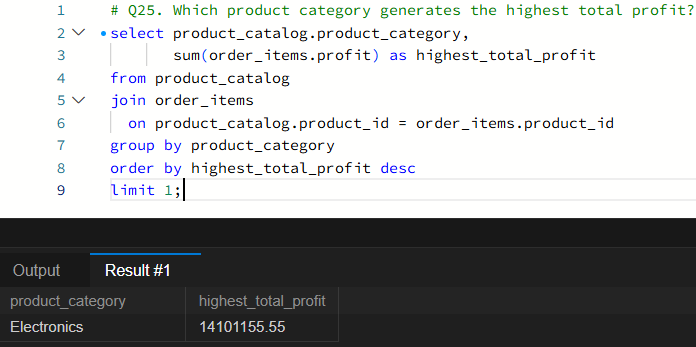 1 # Q25. Which product category generates the highest total profit?
2 select product_catalog.product_category,
3 sum(order_items.profit) as highest_total_profit
4 from product_catalog
5 join order_items
6 on product_catalog.product_id = order_items.product_id
7 group by product_category
8 order by highest_total_profit desc
9 limit 1;
Output Result #1
product_category highest_total_profit
Electronics 14101155.55